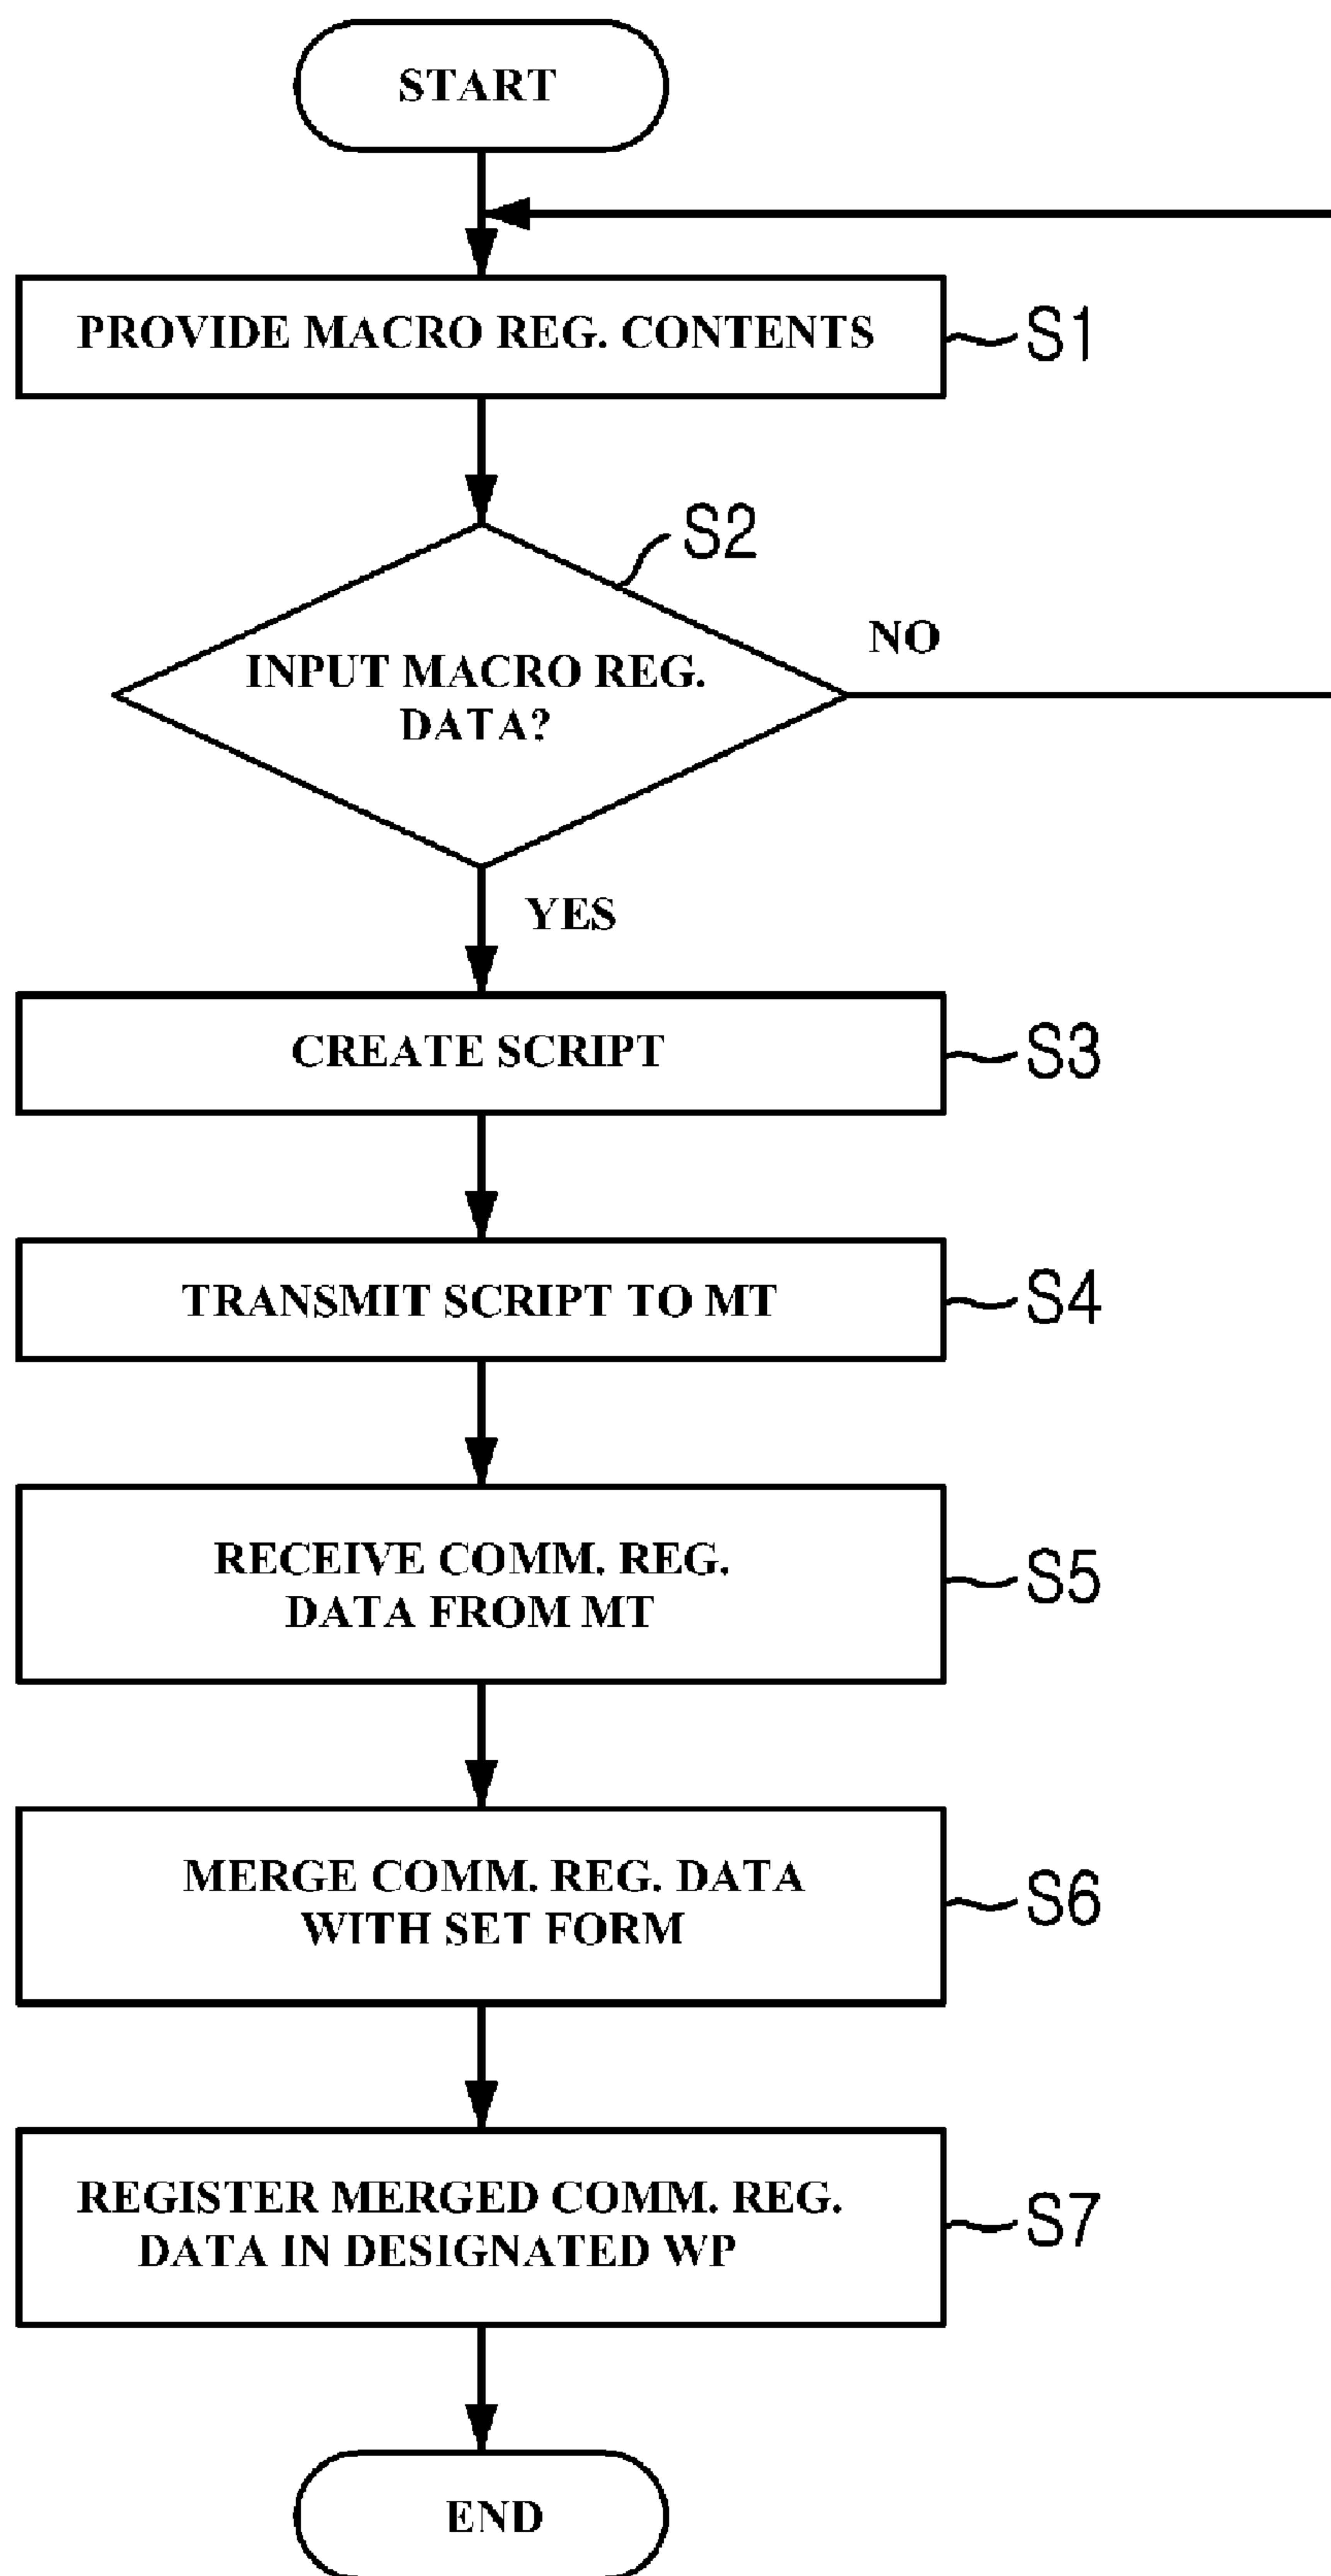 START
PROVIDE MACRO REG. CONTENTS
S1
S2
INPUT MACRO REG.
DATA?
NO
YES
CREATE SCRIPT
S3
TRANSMIT SCRIPT TO MT
S4
RECEIVE COMM. REG.
DATA FROM MT
S5
MERGE COMM. REG. DATA
WITH SET FORM
S6
REGISTER MERGED COMM. REG.
DATA IN DESIGNATED WP
S7
END